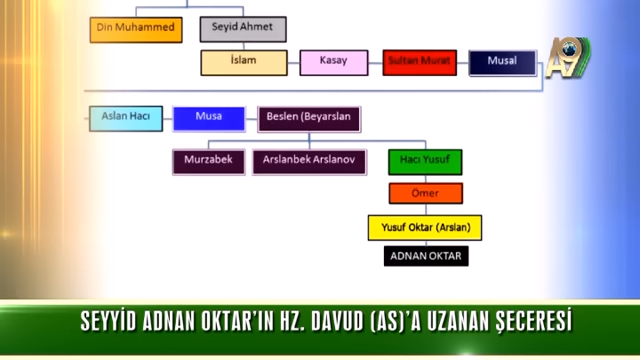 Din Muhammed
Seyid Ahmet
İslam
Kasay
Sultan Murat
Musal
A9
Aslan Hacı
Musa
Beslen (Beyarslan
Murzabek
Arslanbek Arslanov
Hacı Yusuf
Ömer
Yusuf Oktar (Arslan)
ADNAN OKTAR
SEYYİD ADNAN OKTAR'IN HZ. DAVUD (AS)'A UZANAN ŞECERESİ